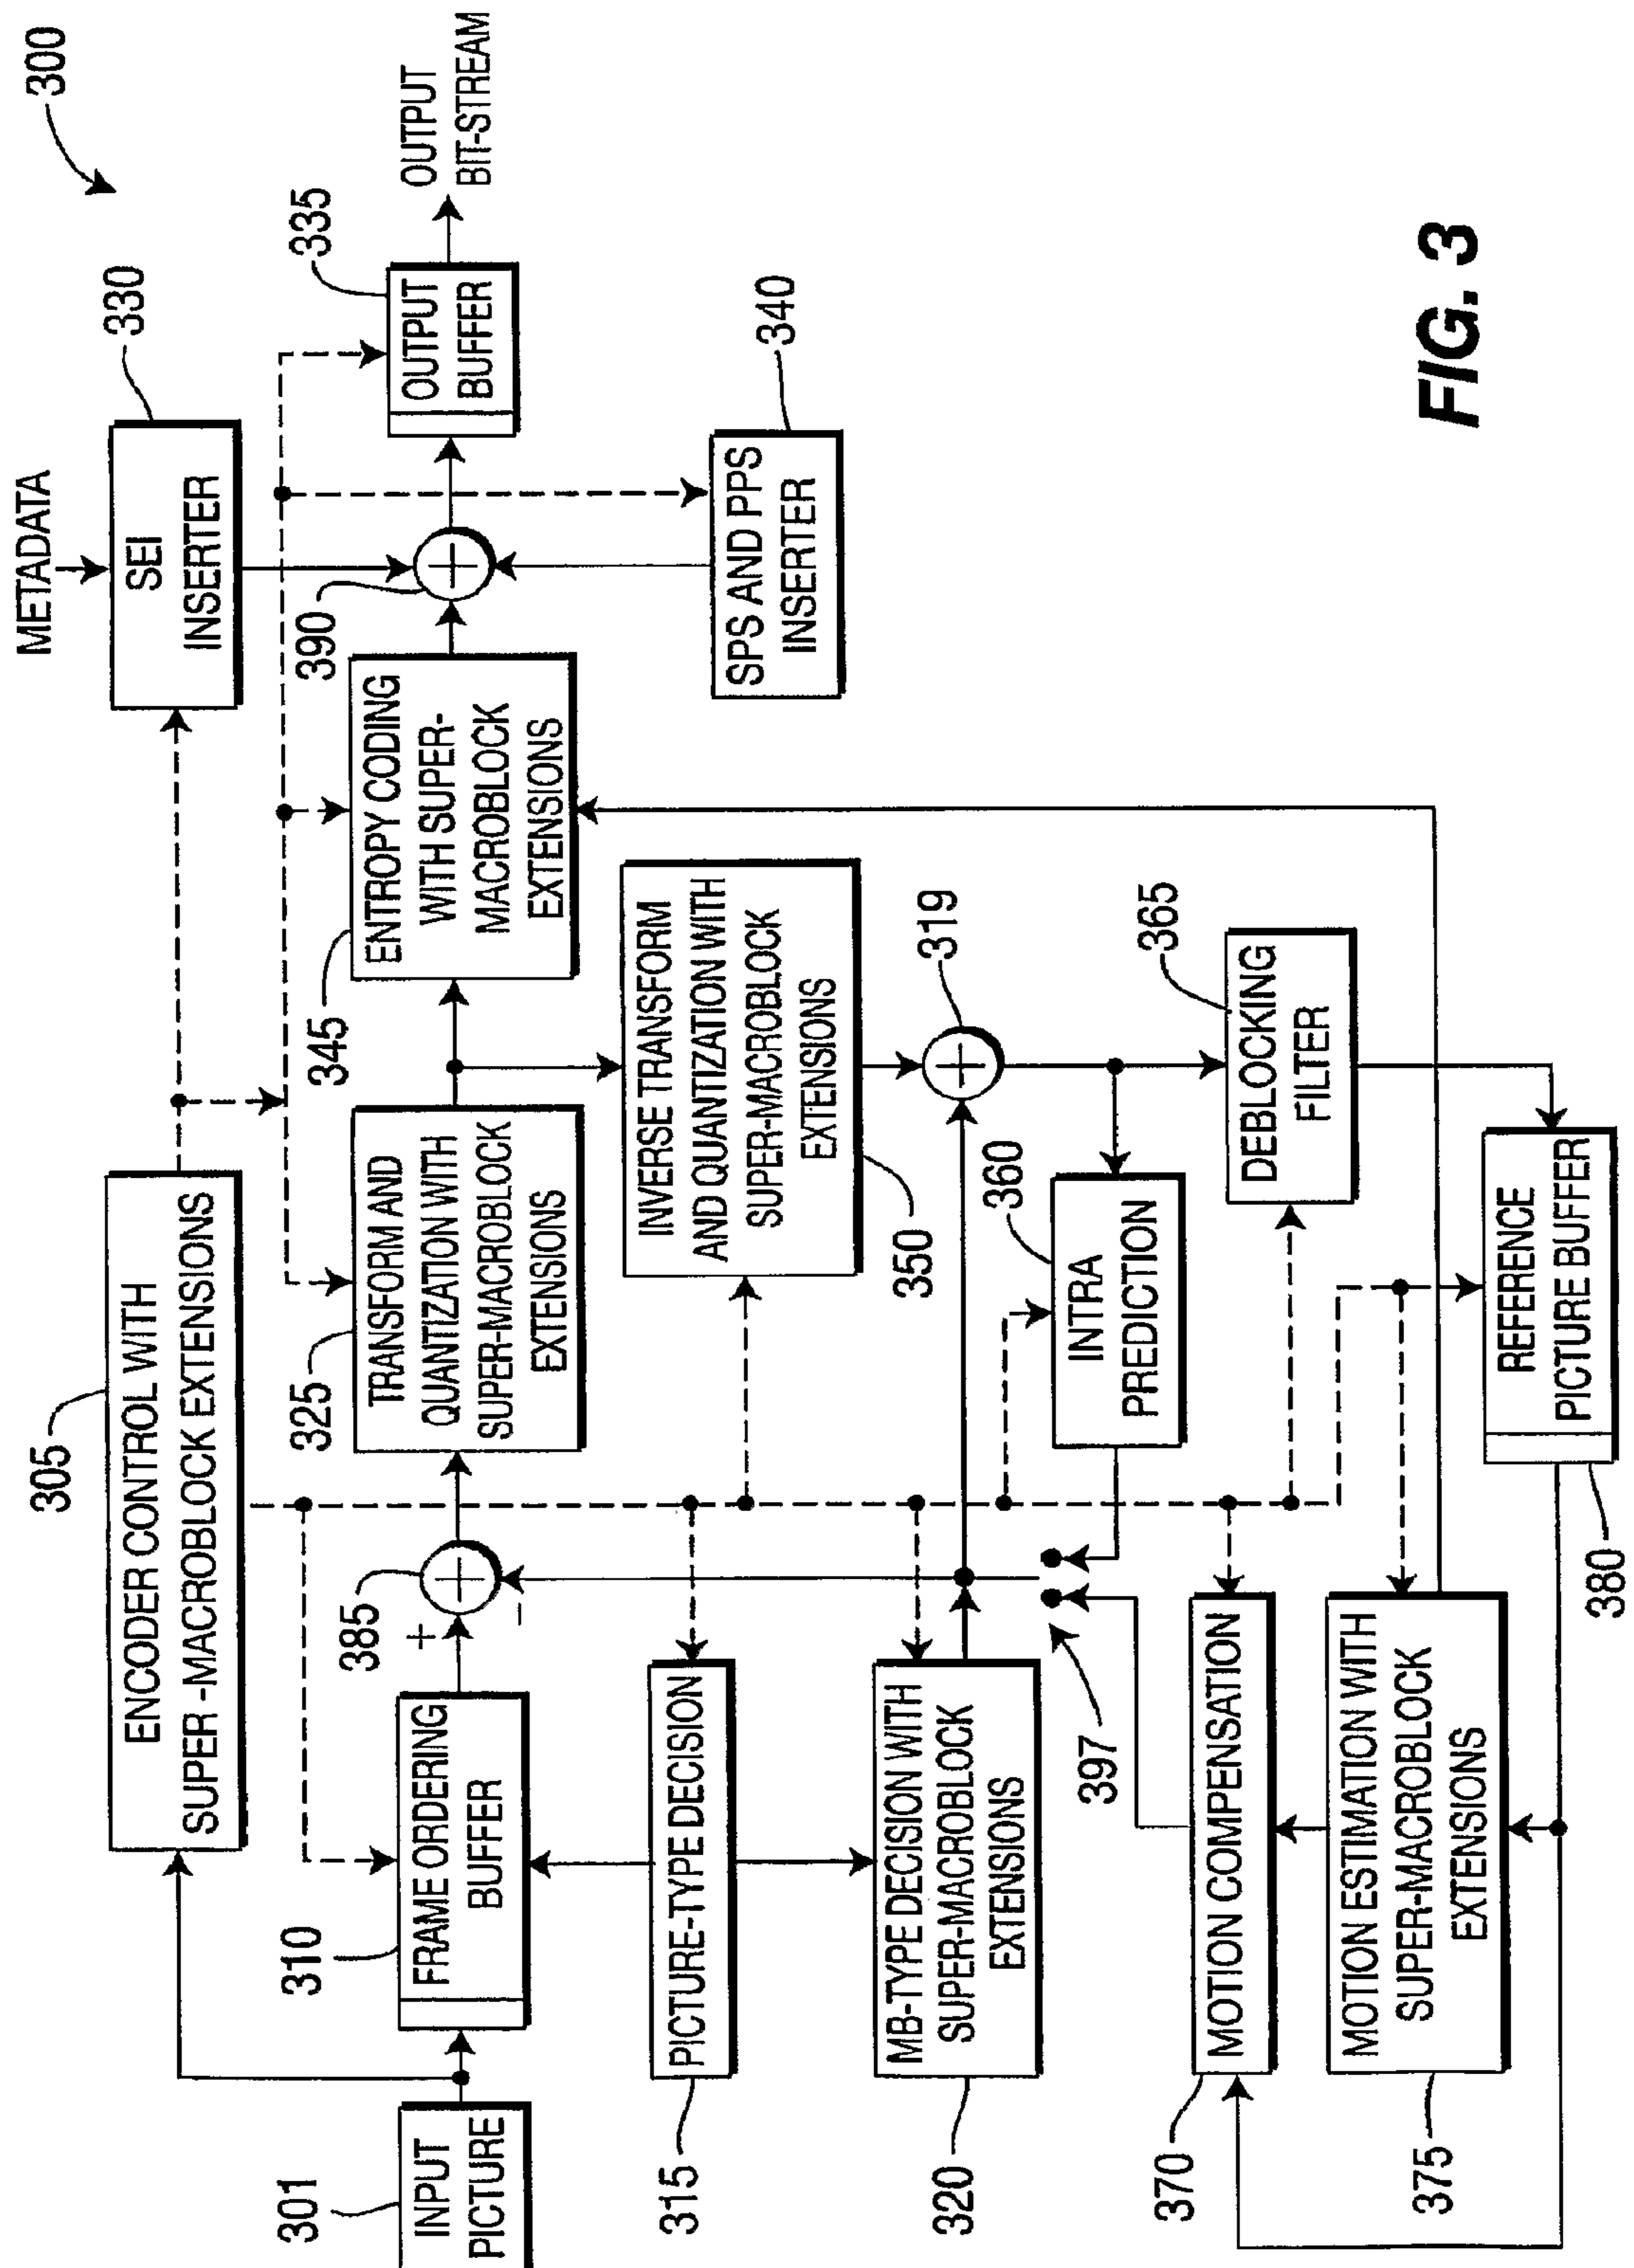 300
METADATA
330
SEI
INSERTER
305
ENCODER CONTROL WITH
SUPER -MACROBLOCK EXTENSIONS
335
OUTPUT
BUFFER
OUTPUT
BIT-STREAM
390
345
ENTROPY CODING
WITH SUPER-
MACROBLOCK
EXTENSIONS
325
TRANSFORM AND
QUANTIZATION WITH
SUPER-MACROBLOCK
EXTENSIONS
385
+
-
310
FRAME ORDERING
BUFFER
301
INPUT
PICTURE
340
SPS AND PPS
INSERTER
INVERSE TRANSFORM
AND QUANTIZATION WITH
SUPER-MACROBLOCK
EXTENSIONS
350
315
PICTURE-TYPE DECISION
319
320
MB-TYPE DECISION WITH
SUPER-MACROBLOCK
EXTENSIONS
360
INTRA
PREDICTION
397
365
DEBLOCKING
FILTER
370
MOTION COMPENSATION
375
MOTION ESTIMATION WITH
SUPER-MACROBLOCK
EXTENSIONS
REFERENCE
PICTURE BUFFER
380
FIG. 3